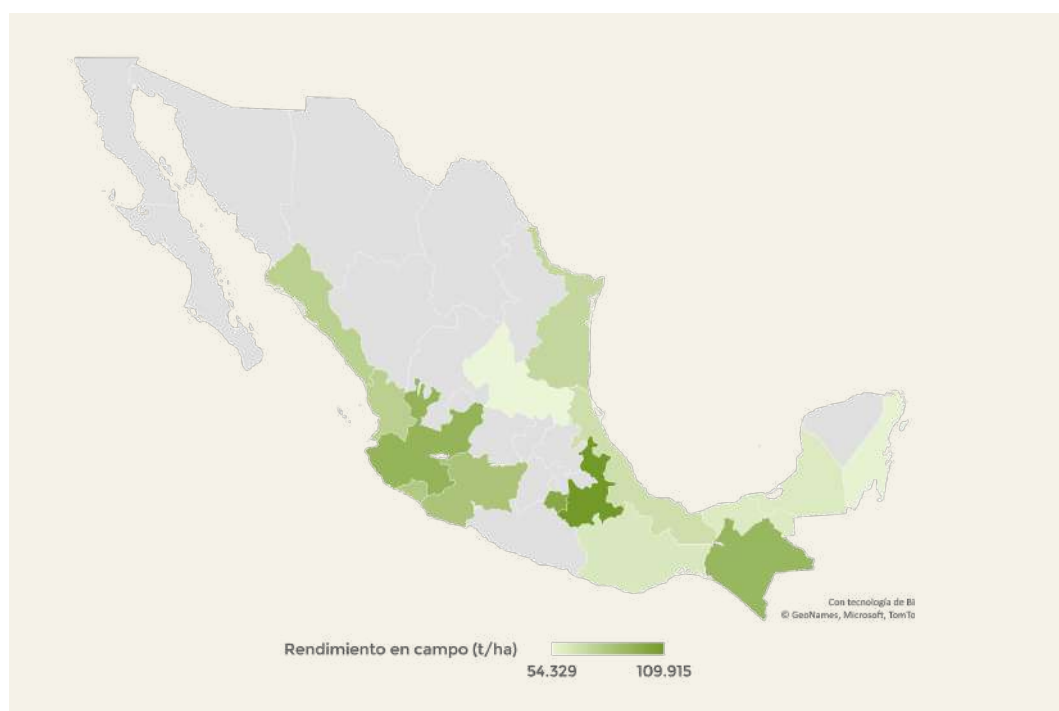 Con tecnología de Bi
© GeoNames, Microsoft, TomTo
Rendimiento en campo (t/ha)
54.329
109.915